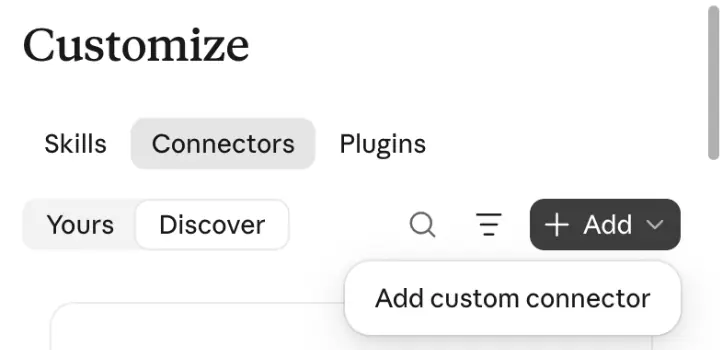 Customize
Skills Connectors Plugins
Yours Discover Add
Add custom connector